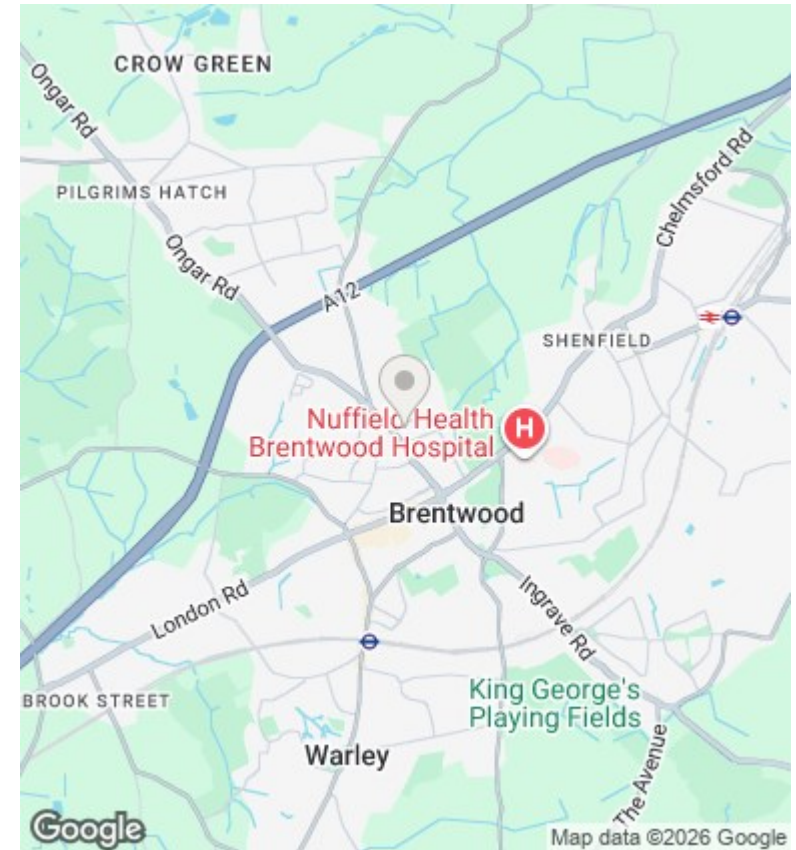 CROW GREEN
Ongar Rd
PILGRIMS HATCH
Chelmsford Rd
Ongar Rd
A12
SHENFIELD
Nuffield Health
Brentwood Hospital
H
Brentwood
London Rd
Ingrave Rd
BROOK STREET
King George's
Playing Fields
Warley
The Avenue
Google
Map data ©2026 Google